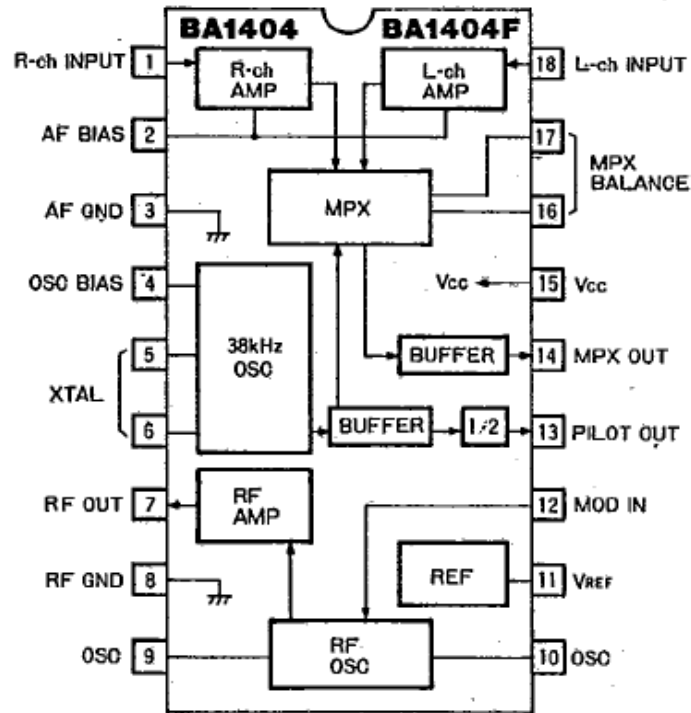 BA1404 BA1404F
R-ch INPUT 1 R-ch AMP L-ch AMP 18 L-ch INPUT
AF BIAS 2 17
MPX BALANCE
AF GND 3 MPX 16
OSC BIAS 4 Vcc 15 Vcc
38kHz OSC
5 BUFFER 14 MPX OUT
XTAL
6 BUFFER 1/2 13 PILOT OUT
RF OUT 7 RF AMP 12 MOD IN
RF GND 8 REF 11 VREF
OSC 9 RF OSC 10 OSC